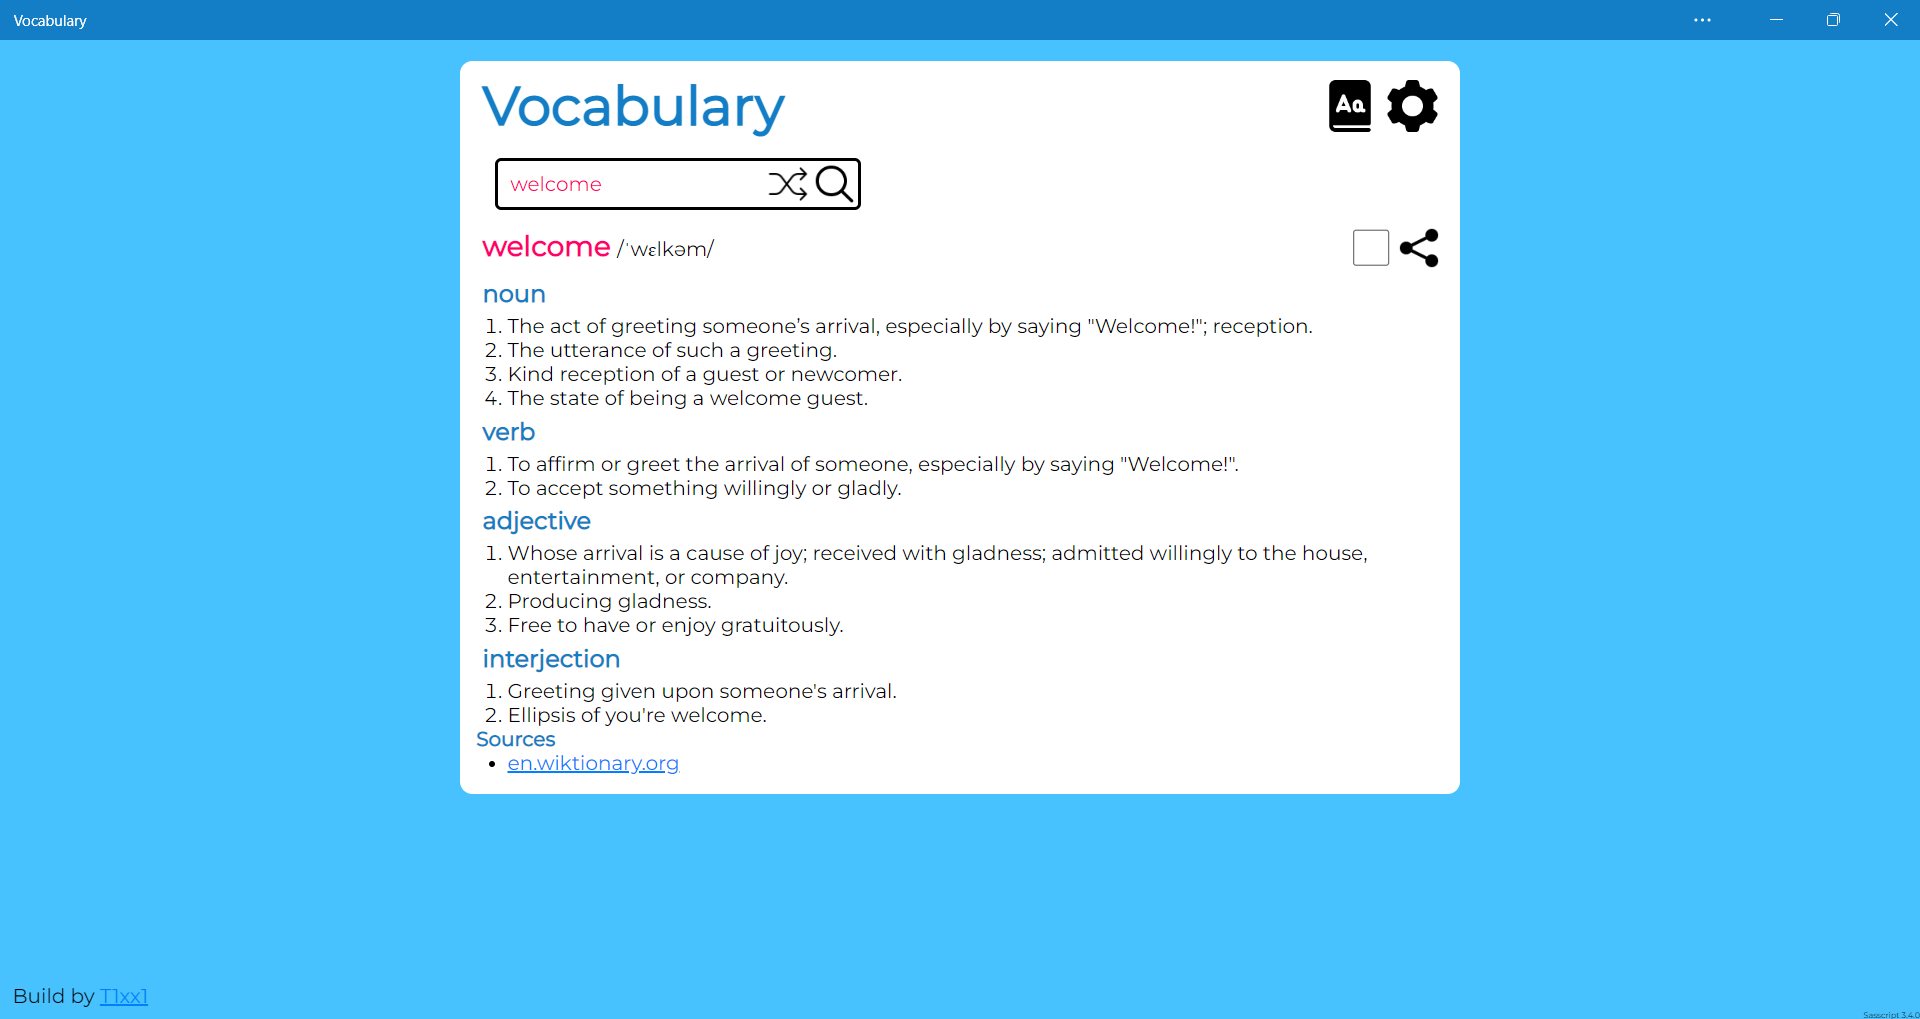 Vocabulary
Vocabulary
Aa
welcome
welcome /ˈwɛlkəm/
noun
1. The act of greeting someone’s arrival, especially by saying "Welcome!"; reception.
2. The utterance of such a greeting.
3. Kind reception of a guest or newcomer.
4. The state of being a welcome guest.
verb
1. To affirm or greet the arrival of someone, especially by saying "Welcome!".
2. To accept something willingly or gladly.
adjective
1. Whose arrival is a cause of joy; received with gladness; admitted willingly to the house,
entertainment, or company.
2. Producing gladness.
3. Free to have or enjoy gratuitously.
interjection
1. Greeting given upon someone's arrival.
2. Ellipsis of you're welcome.
Sources
• en.wiktionary.org
Build by T1xx1
Sasscript 3.4.0